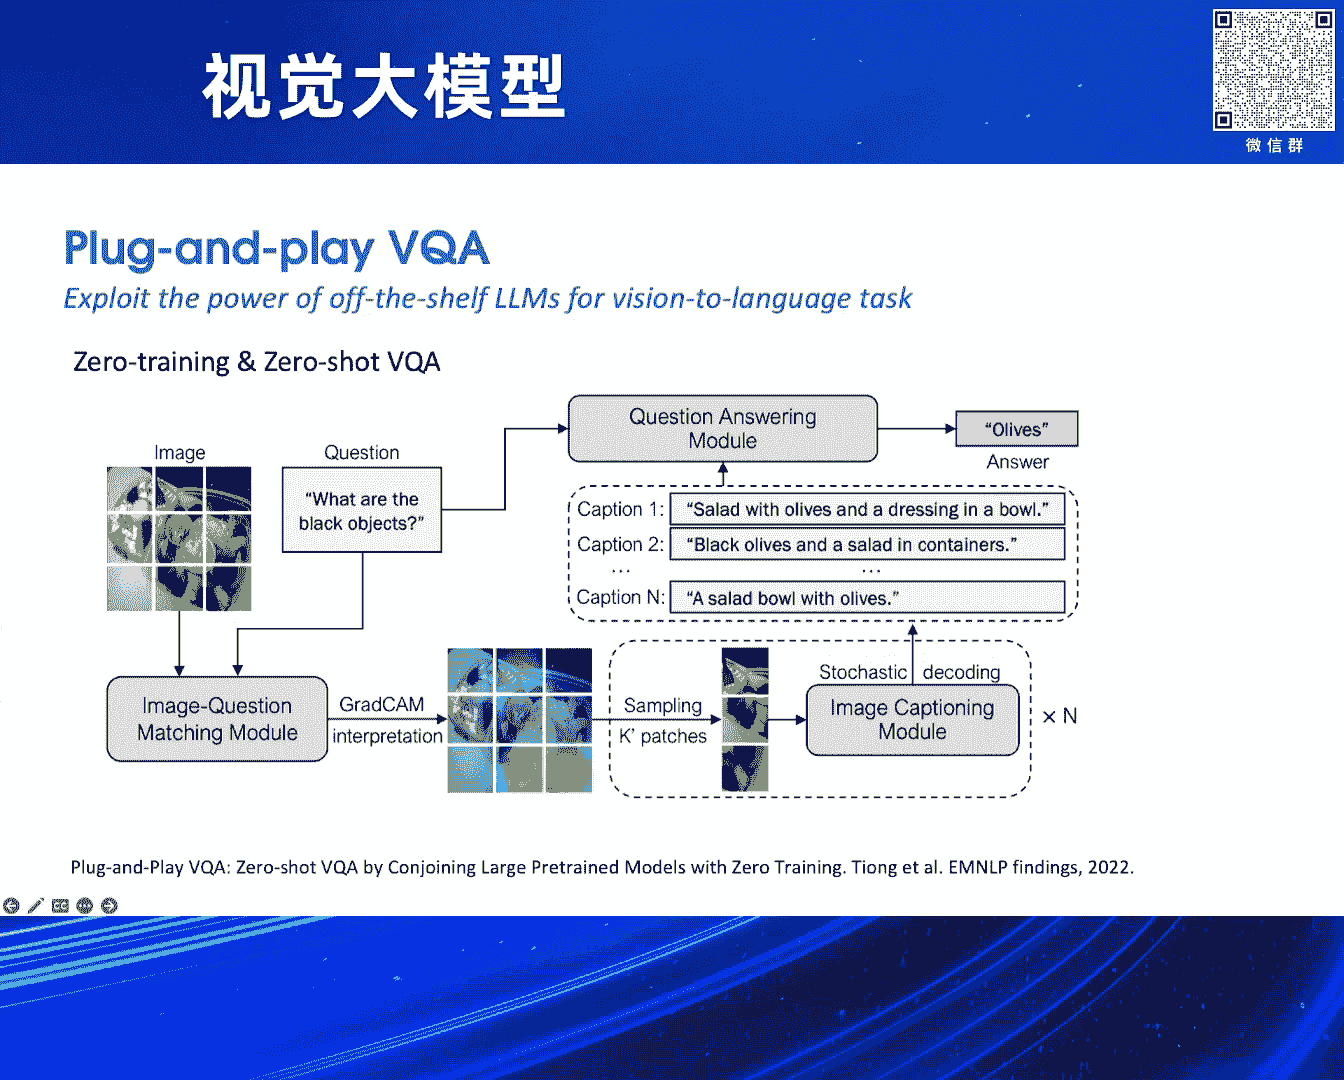 视觉大模型
微信群
Plug-and-play VQA
Exploit the power of off-the-shelf LLMs for vision-to-language task
Zero-training & Zero-shot VQA
Image
Question
“What are the
black objects?”
Question Answering
Module
“Olives”
Answer
Caption 1: “Salad with olives and a dressing in a bowl.”
Caption 2: “Black olives and a salad in containers.”
... ...
Caption N: “A salad bowl with olives.”
Image-Question
Matching Module
GradCAM
interpretation
Sampling
K’ patches
Stochastic decoding
Image Captioning
Module
× N
Plug-and-Play VQA: Zero-shot VQA by Conjoining Large Pretrained Models with Zero Training. Tiong et al. EMNLP findings, 2022.